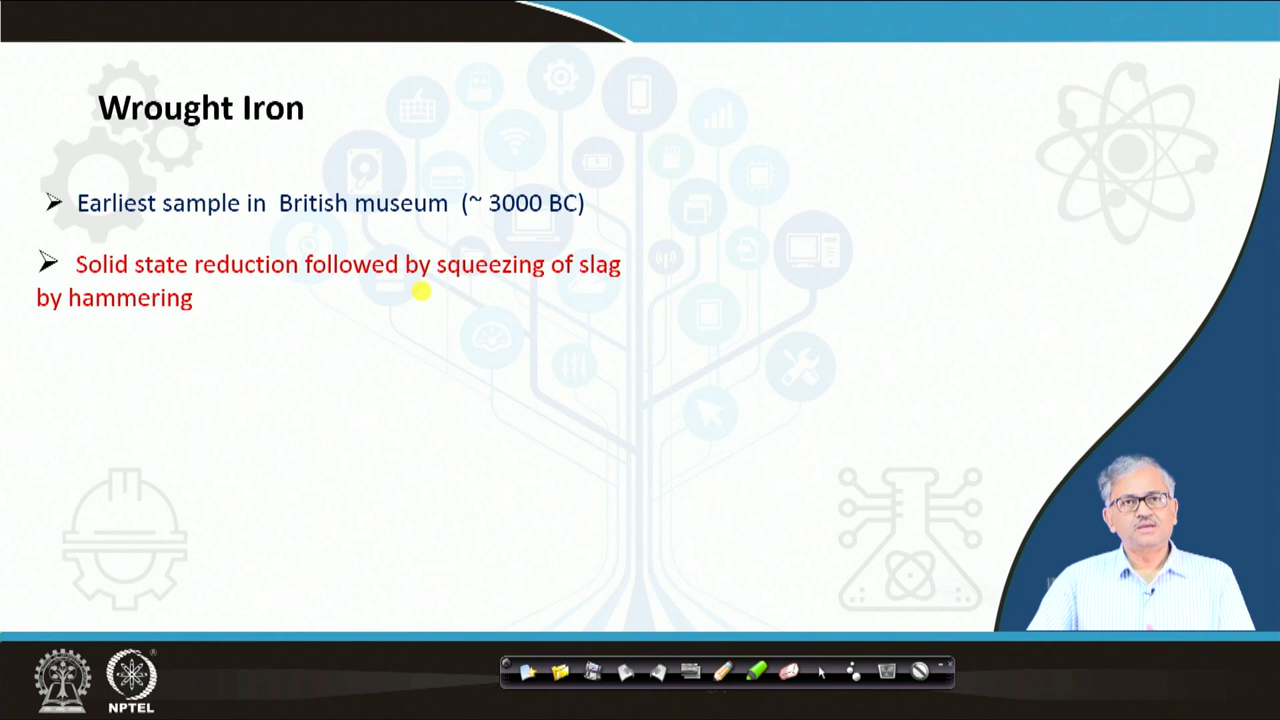 Wrought Iron
➢ Earliest sample in British museum (~ 3000 BC)
➢ Solid state reduction followed by squeezing of slag
by hammering
NPTEL